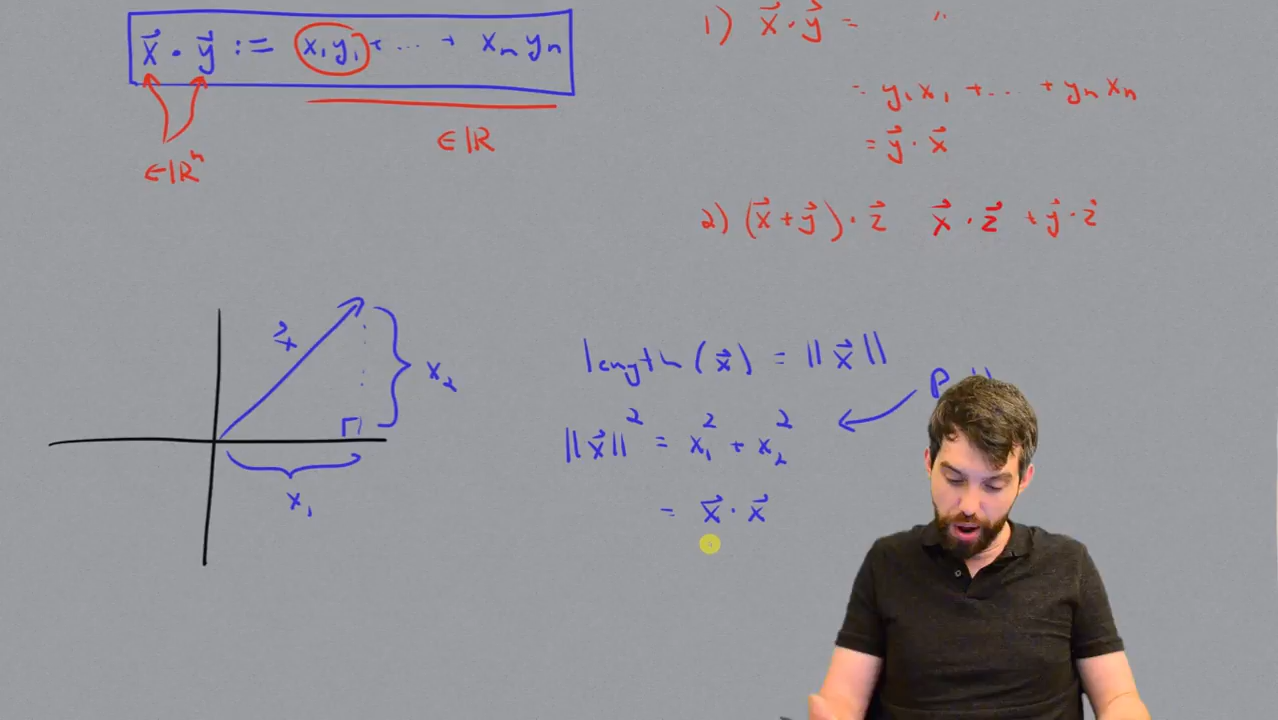 x⃗ · y⃗ := x₁y₁ + ... + xₙyₙ
∈ ℝⁿ
∈ ℝ
1) x⃗ · y⃗ = "
= y₁x₁ + ... + yₙxₙ
= y⃗ · x⃗
2) (x⃗ + y⃗) · z⃗ x⃗ · z⃗ + y⃗ · z⃗
x⃗
x₂
x₁
length(x⃗) = ||x⃗||
||x⃗||² = x₁² + x₂²
= x⃗ · x⃗